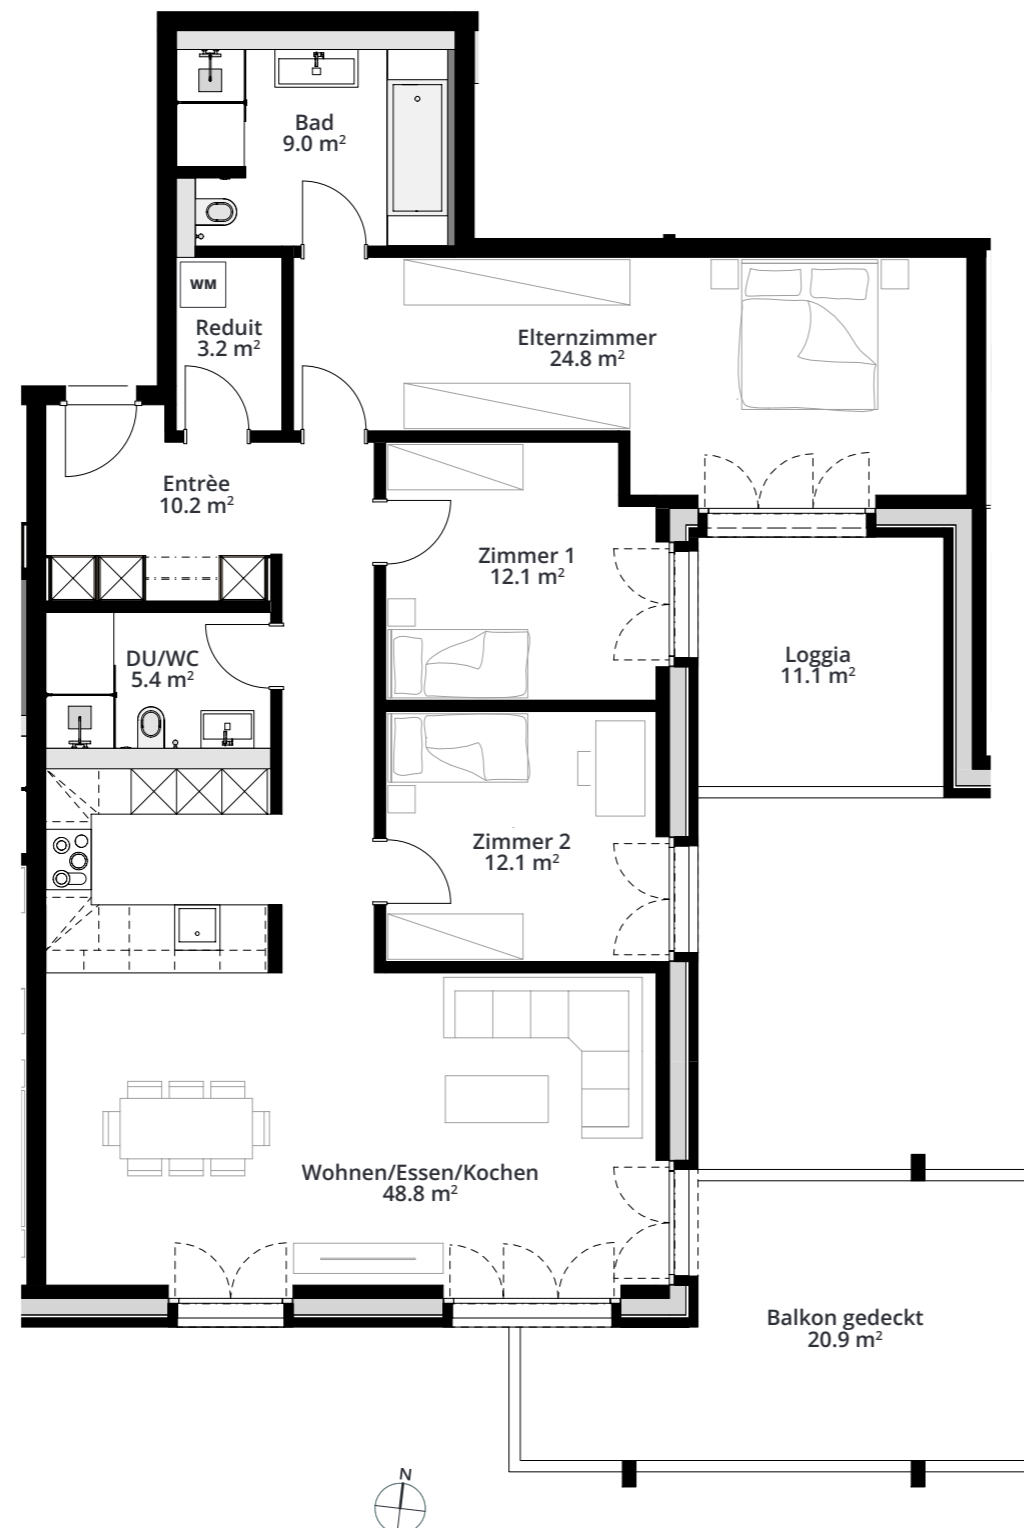 Bad
9.0 m²
WM
Reduit
3.2 m²
Elternzimmer
24.8 m²
Entrèe
10.2 m²
Zimmer 1
12.1 m²
DU/WC
5.4 m²
Loggia
11.1 m²
Zimmer 2
12.1 m²
Wohnen/Essen/Kochen
48.8 m²
Balkon gedeckt
20.9 m²
N